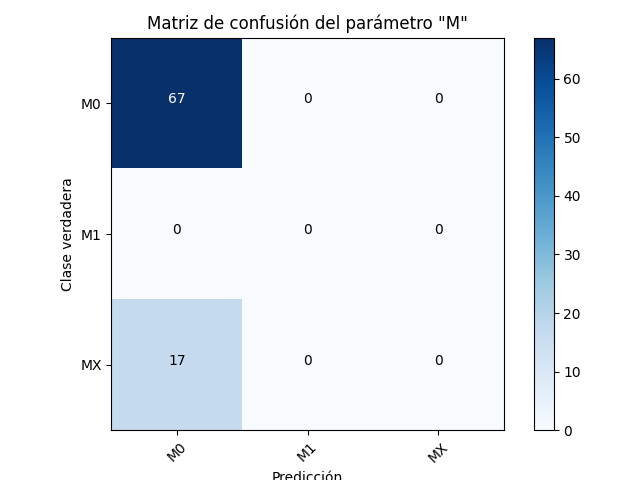 Matriz de confusión del parámetro "M"
M0
67
0
0
M1
0
0
0
MX
17
0
0
Clase verdadera
M0
M1
MX
Predicción
60
50
40
30
20
10
0